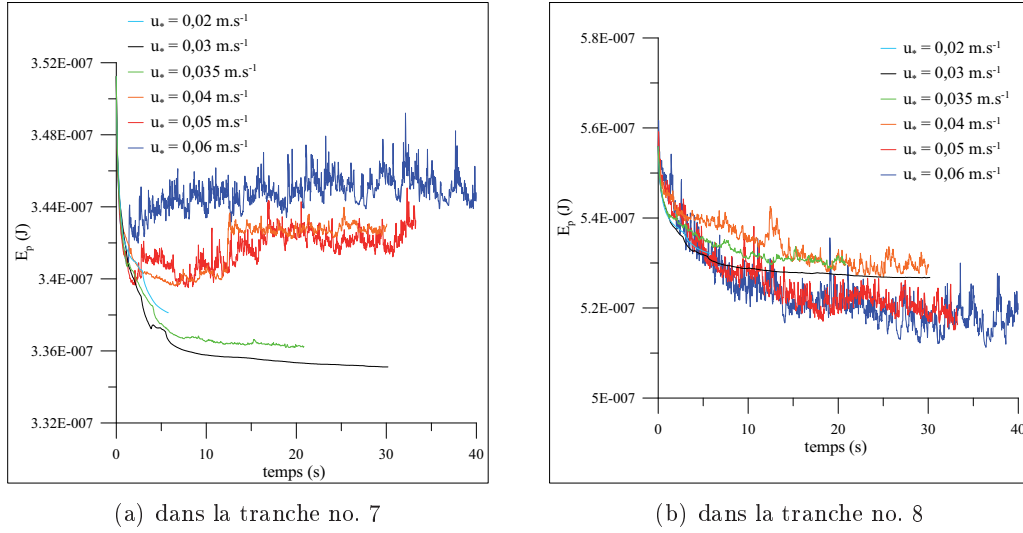 u* = 0,02 m.s-1
u* = 0,03 m.s-1
u* = 0,035 m.s-1
u* = 0,04 m.s-1
u* = 0,05 m.s-1
u* = 0,06 m.s-1
3.52E-007
3.48E-007
3.44E-007
3.4E-007
3.36E-007
3.32E-007
Ep (J)
0
10
20
30
40
temps (s)
(a) dans la tranche no. 7
5.8E-007
5.6E-007
5.4E-007
5.2E-007
5E-007
Ep (J)
u* = 0,02 m.s-1
u* = 0,03 m.s-1
u* = 0,035 m.s-1
u* = 0,04 m.s-1
u* = 0,05 m.s-1
u* = 0,06 m.s-1
0
10
20
30
40
temps (s)
(b) dans la tranche no. 8